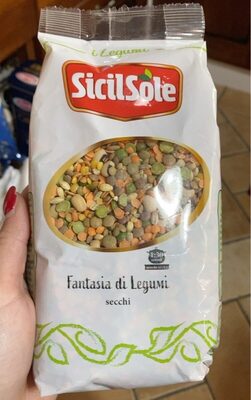 i Legumi
SicilSole
Fantasia di Legumi
secchi